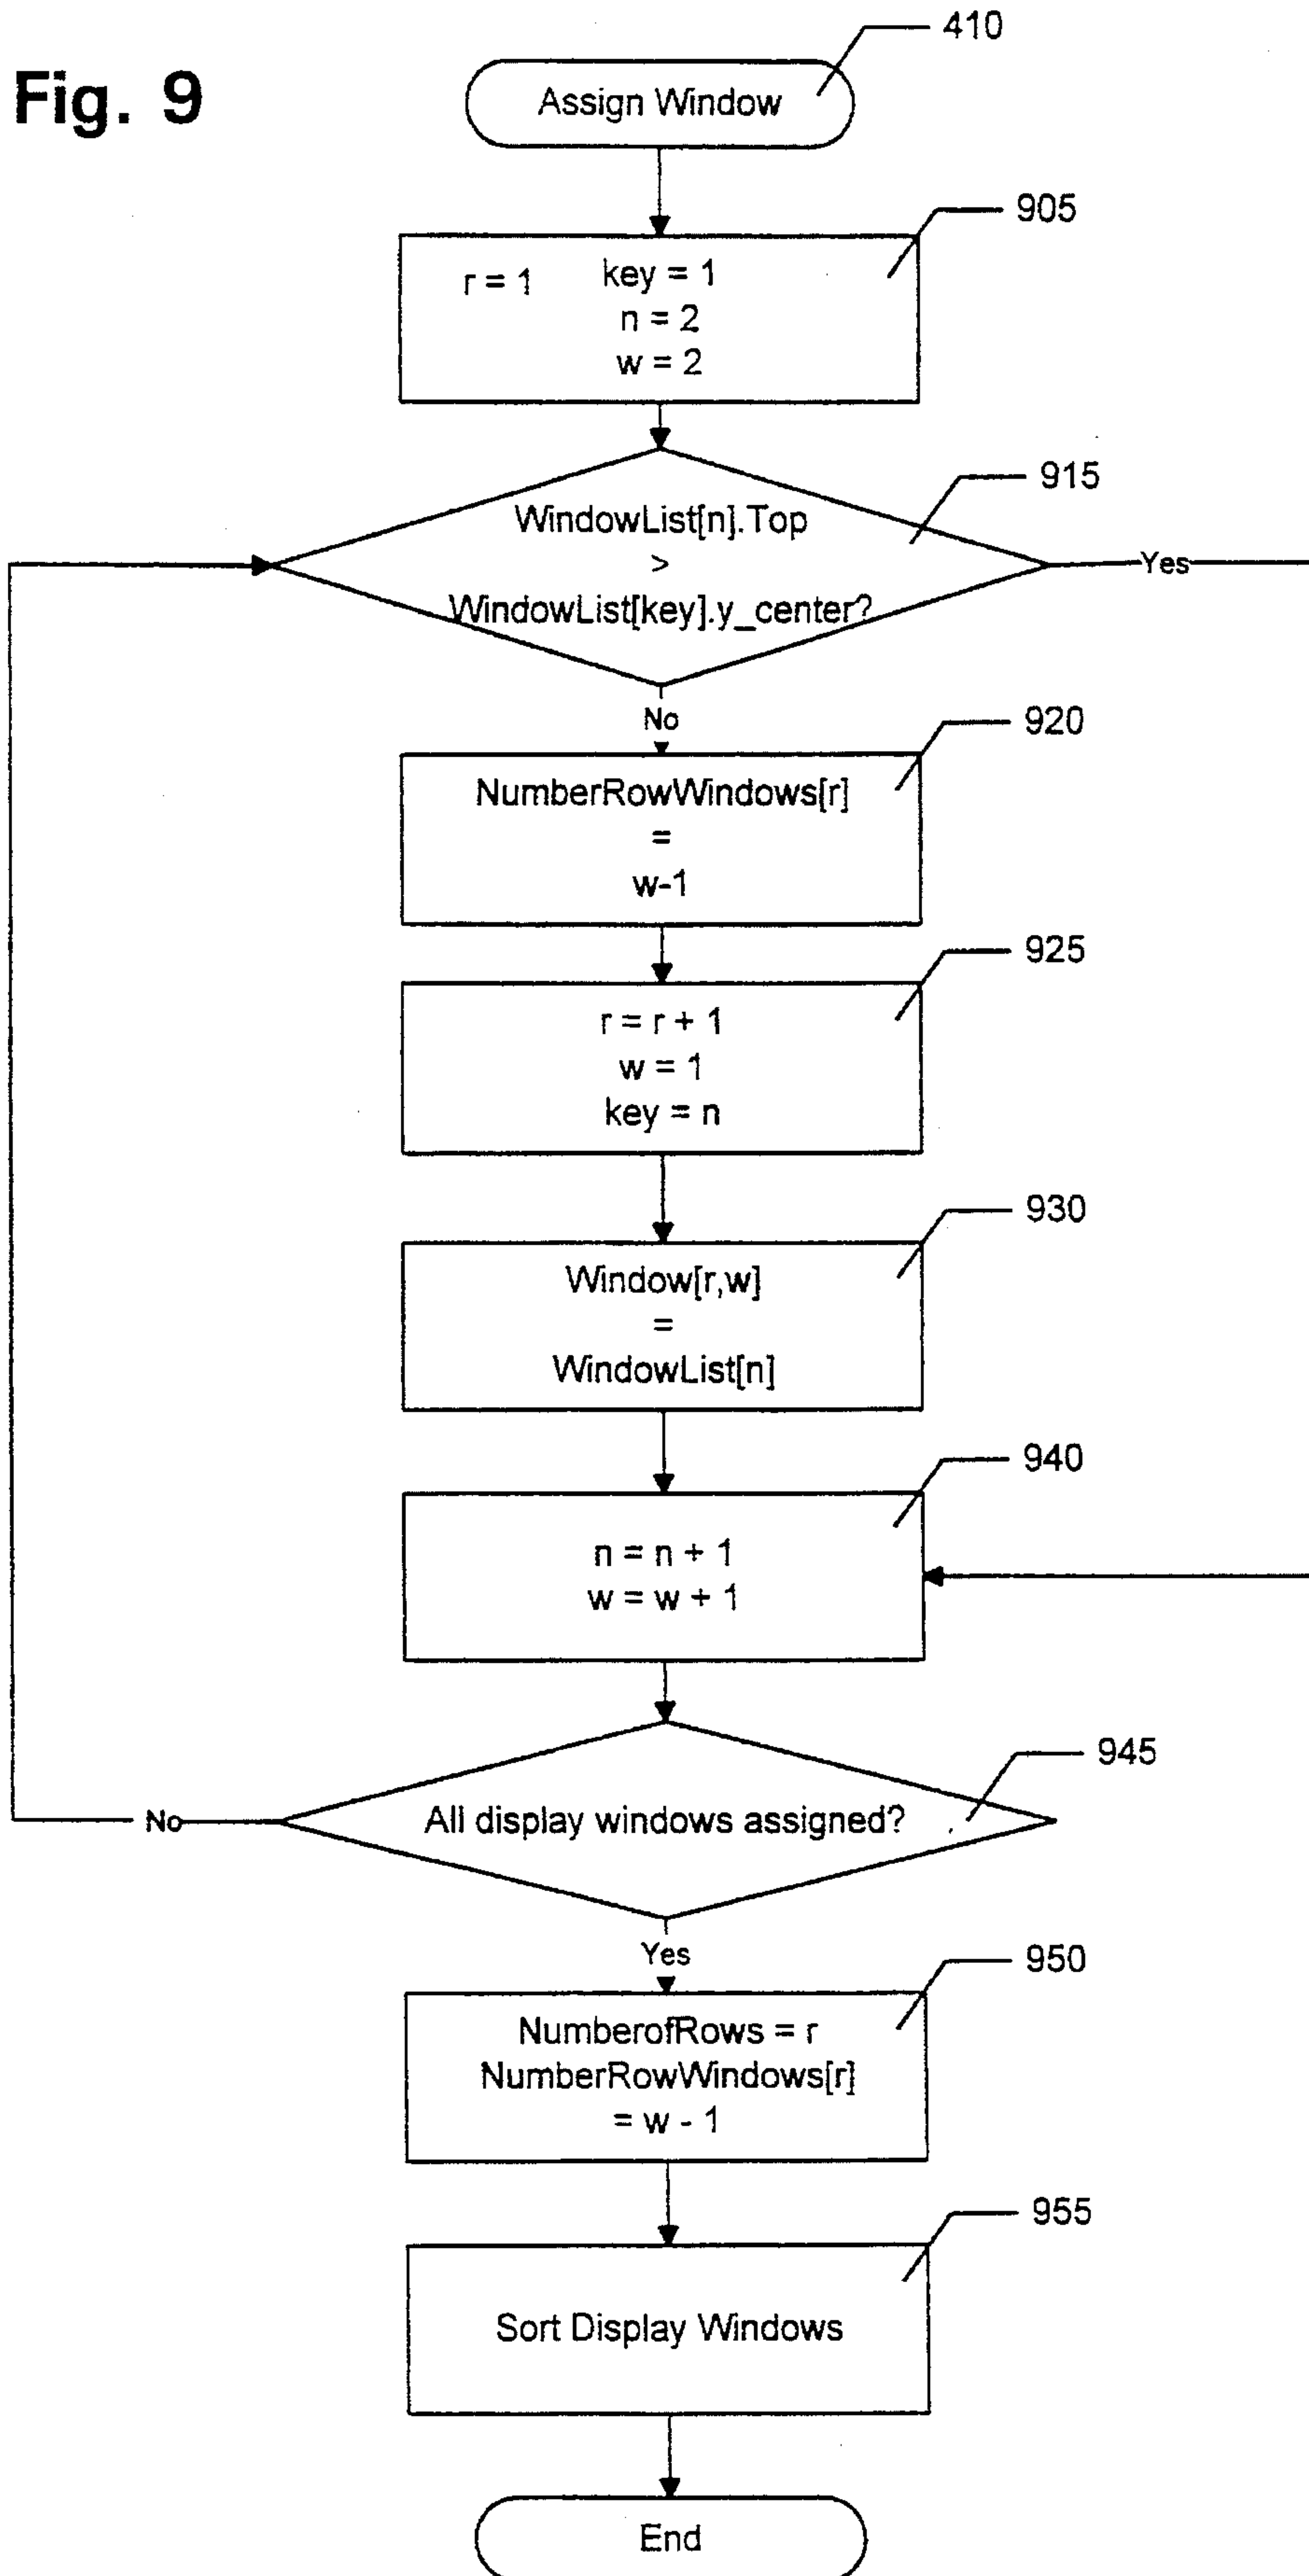 Fig. 9
410
Assign Window
905
r = 1 key = 1
n = 2
w = 2
915
WindowList[n].Top
>
WindowList[key].y_center?
Yes
No
920
NumberRowWindows[r]
=
w-1
925
r = r + 1
w = 1
key = n
930
Window[r,w]
=
WindowList[n]
940
n = n + 1
w = w + 1
945
All display windows assigned?
No
Yes
950
NumberofRows = r
NumberRowWindows[r]
= w - 1
955
Sort Display Windows
End